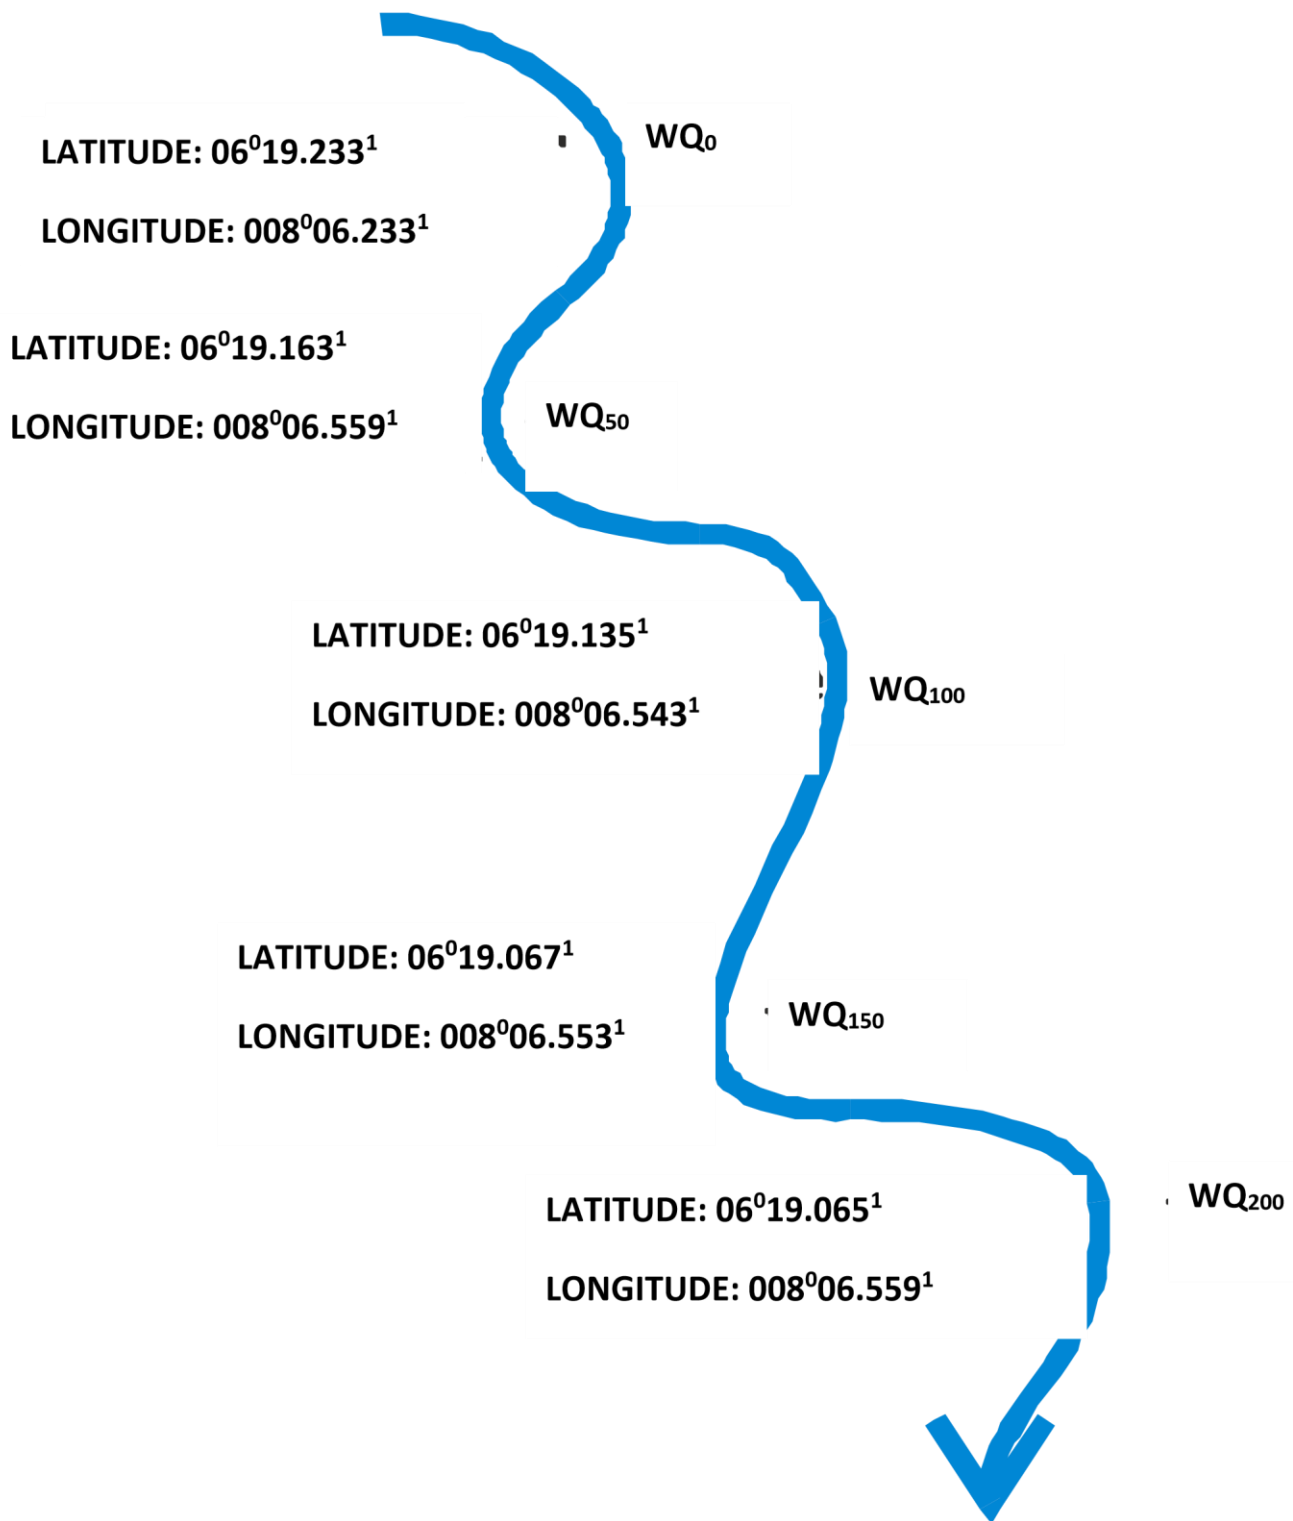 LATITUDE: 06⁰19.233¹
WQ₀
LONGITUDE: 008⁰06.233¹
LATITUDE: 06⁰19.163¹
LONGITUDE: 008⁰06.559¹
WQ₅₀
LATITUDE: 06⁰19.135¹
LONGITUDE: 008⁰06.543¹
WQ₁₀₀
LATITUDE: 06⁰19.067¹
LONGITUDE: 008⁰06.553¹
WQ₁₅₀
LATITUDE: 06⁰19.065¹
WQ₂₀₀
LONGITUDE: 008⁰06.559¹